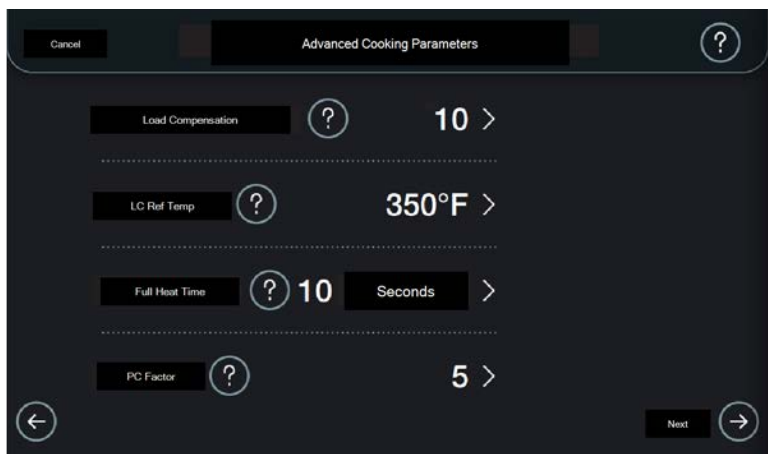 Cancel
Advanced Cooking Parameters
?
Load Compensation ? 10 >
LC Ref Temp ? 350°F >
Full Heat Time ? 10 Seconds >
PC Factor ? 5 >
← Next →